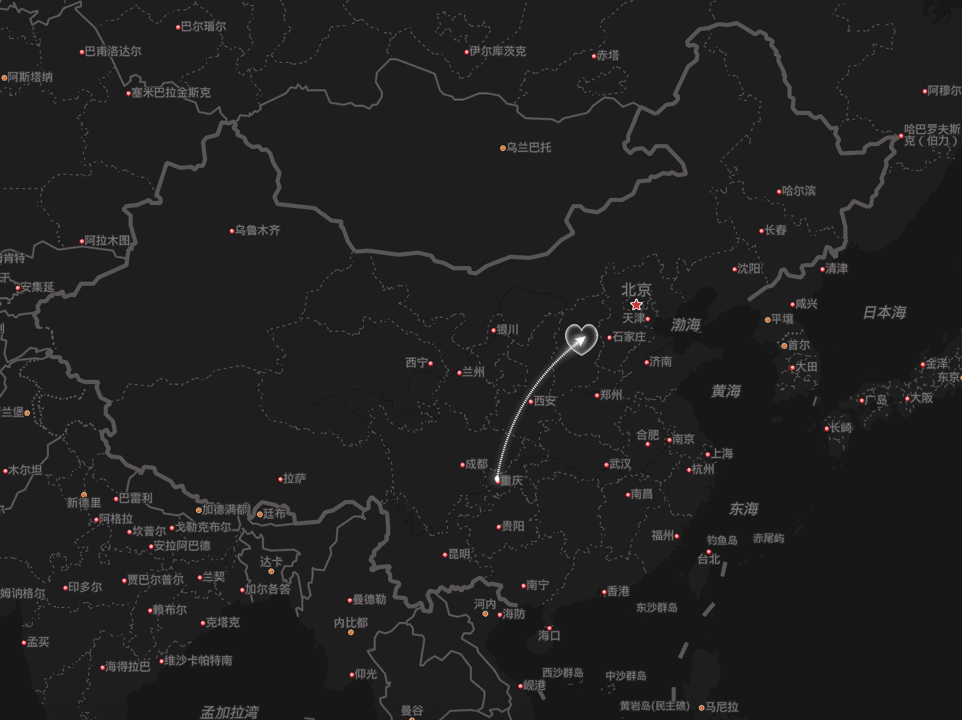 巴尔瑙尔
巴甫洛达尔
伊尔库茨克
赤塔
阿斯塔纳
塞米巴拉金斯克
阿穆尔
哈巴罗夫斯
克（伯力）
乌兰巴托
哈尔滨
乌鲁木齐
长春
阿拉木图
肯特
沈阳
清津
干
安集延
北京
咸兴
天津
渤海
平壤
日本海
银川
石家庄
首尔
西宁
兰州
济南
大田
金泽
东京
西安
郑州
黄海
广岛
大阪
兰堡
长崎
合肥
南京
上海
木尔坦
成都
武汉
杭州
拉萨
重庆
新德里
巴雷利
南昌
加德满都
廷布
东海
阿格拉
坎普尔
戈勒克布尔
贵阳
福州
钓鱼岛
赤尾屿
安拉阿巴德
昆明
台北
达卡
印多尔
贾巴尔普尔
兰契
加尔各答
南宁
香港
姆讷格尔
曼德勒
河内
海防
东沙群岛
赖布尔
克塔克
内比都
海口
孟买
海得拉巴
维沙卡帕特南
仰光
西沙群岛
中沙群岛
岘港
黄岩岛(民主礁)
马尼拉
孟加拉湾
曼谷